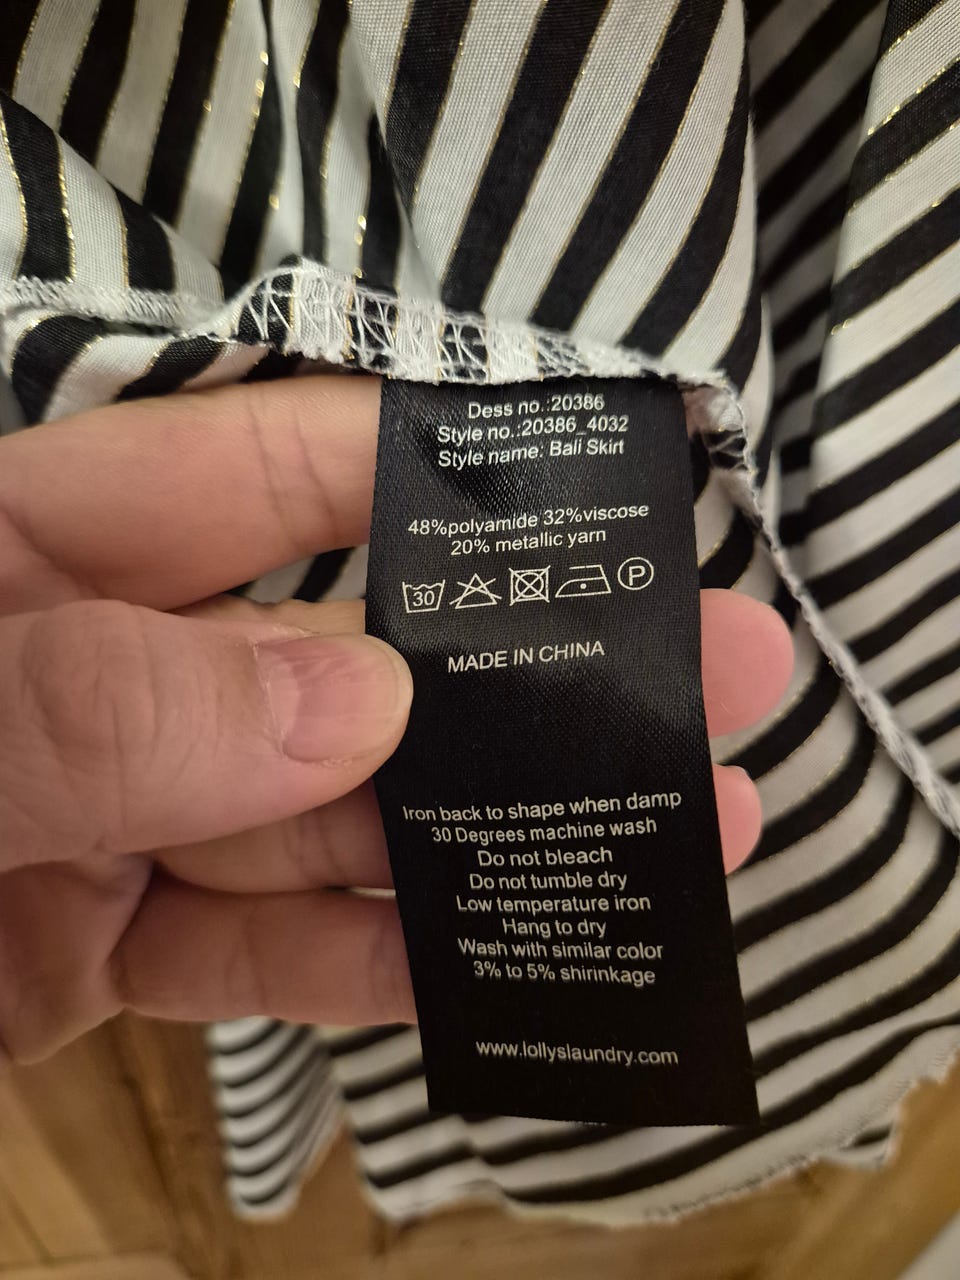 Dess no.:20386
Style no.:20386_4032
Style name: Bali Skirt
48%polyamide 32%viscose
20% metallic yarn
30 P
MADE IN CHINA
Iron back to shape when damp
30 Degrees machine wash
Do not bleach
Do not tumble dry
Low temperature iron
Hang to dry
Wash with similar color
3% to 5% shirinkage
www.lollyslaundry.com